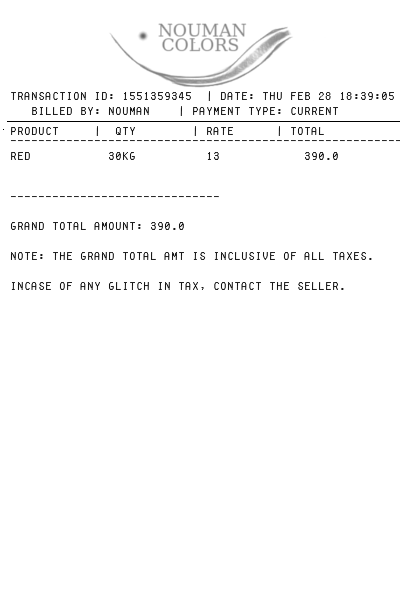 NOUMAN
COLORS
TRANSACTION ID: 1551359345 | DATE: THU FEB 28 18:39:05
BILLED BY: NOUMAN | PAYMENT TYPE: CURRENT
PRODUCT | QTY | RATE | TOTAL
RED 30KG 13 390.0
GRAND TOTAL AMOUNT: 390.0
NOTE: THE GRAND TOTAL AMT IS INCLUSIVE OF ALL TAXES.
INCASE OF ANY GLITCH IN TAX, CONTACT THE SELLER.